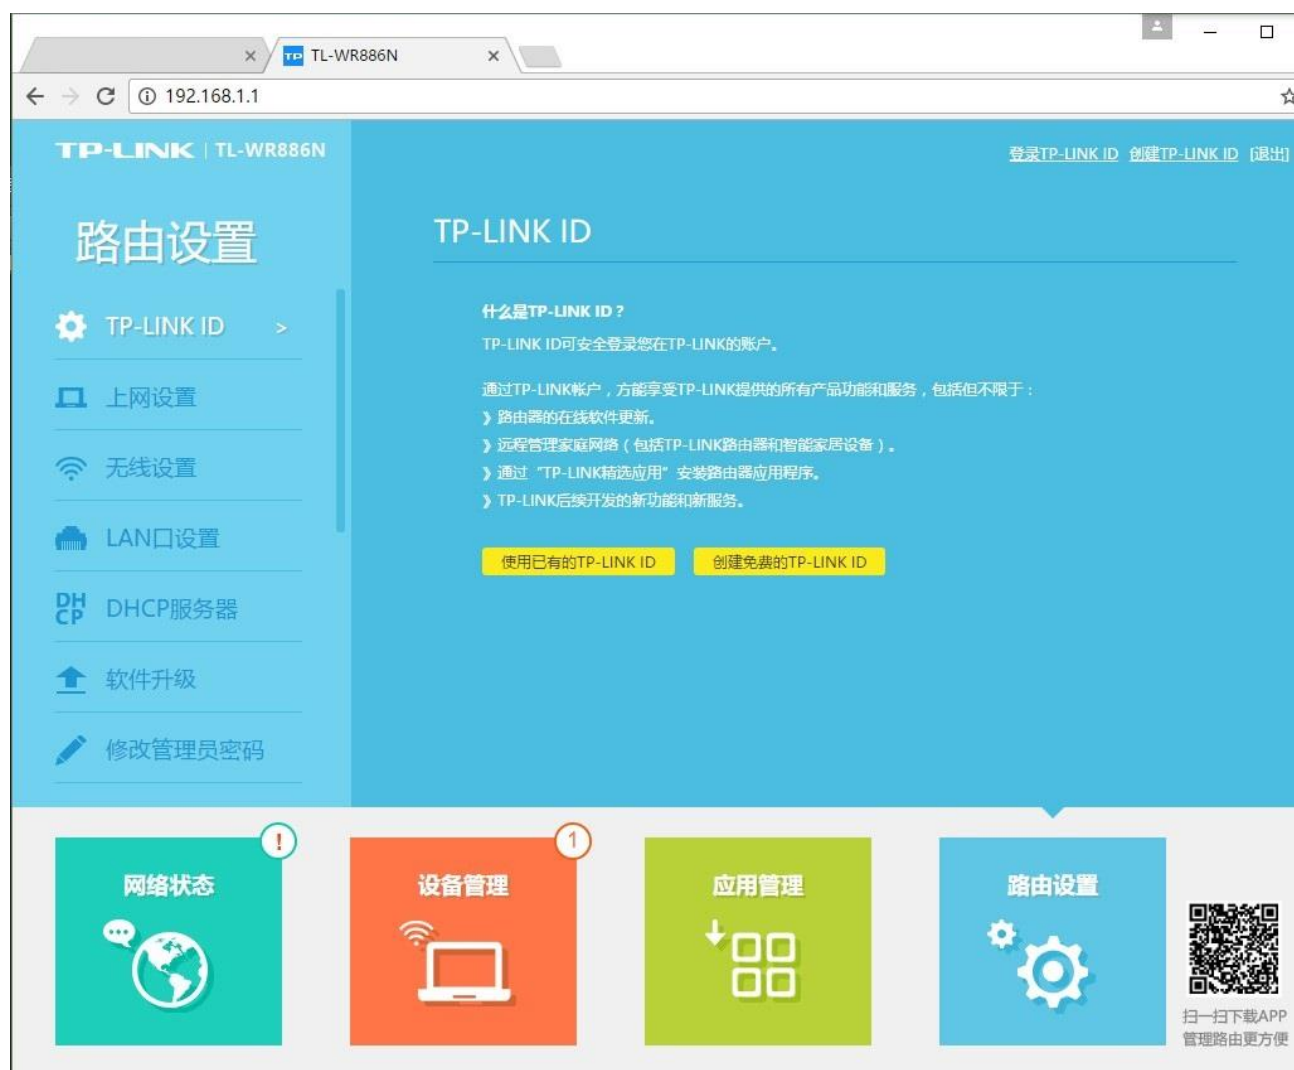 TP TL-WR886N
192.168.1.1
TP-LINK | TL-WR886N
登录TP-LINK ID 创建TP-LINK ID [退出]
路由设置
TP-LINK ID >
上网设置
无线设置
LAN口设置
DHCP DHCP服务器
软件升级
修改管理员密码
TP-LINK ID
什么是TP-LINK ID？
TP-LINK ID可安全登录您在TP-LINK的账户。
通过TP-LINK帐户，方能享受TP-LINK提供的所有产品功能和服务，包括但不限于：
》路由器的在线软件更新。
》远程管理家庭网络（包括TP-LINK路由器和智能家居设备）。
》通过“TP-LINK精选应用”安装路由器应用程序。
》TP-LINK后续开发的新功能和新服务。
使用已有的TP-LINK ID 创建免费的TP-LINK ID
! 1
网络状态 设备管理 应用管理 路由设置
扫一扫下载APP
管理路由更方便